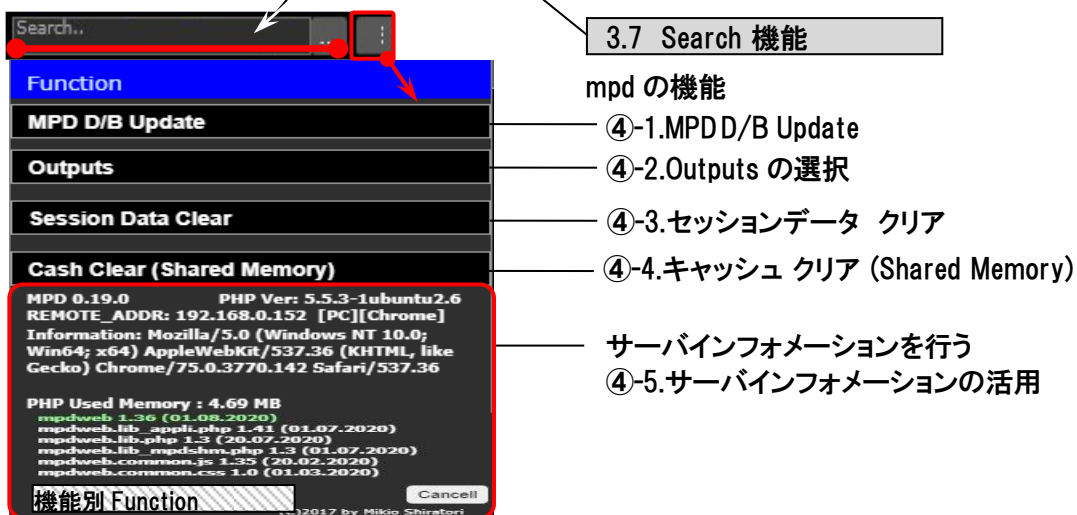 Search..
...
⋮
3.7 Search 機能
Function
mpd の機能
MPD D/B Update
④-1.MPD D/B Update
Outputs
④-2.Outputs の選択
Session Data Clear
④-3.セッションデータ クリア
Cash Clear (Shared Memory)
④-4.キャッシュ クリア (Shared Memory)
MPD 0.19.0 PHP Ver: 5.5.3-1ubuntu2.6
REMOTE_ADDR: 192.168.0.152 [PC][Chrome]
Information: Mozilla/5.0 (Windows NT 10.0;
Win64; x64) AppleWebKit/537.36 (KHTML, like
Gecko) Chrome/75.0.3770.142 Safari/537.36
サーバインフォメーションを行う
④-5.サーバインフォメーションの活用
PHP Used Memory : 4.69 MB
mpdweb 1.36 (01.08.2020)
mpdweb.lib_appli.php 1.41 (01.07.2020)
mpdweb.lib.php 1.3 (20.07.2020)
mpdweb.lib_mpdshm.php 1.3 (01.07.2020)
mpdweb.common.js 1.35 (20.02.2020)
mpdweb.common.css 1.0 (01.03.2020)
Cancell
機能別 Function
(C)2017 by Mikio Shiratori